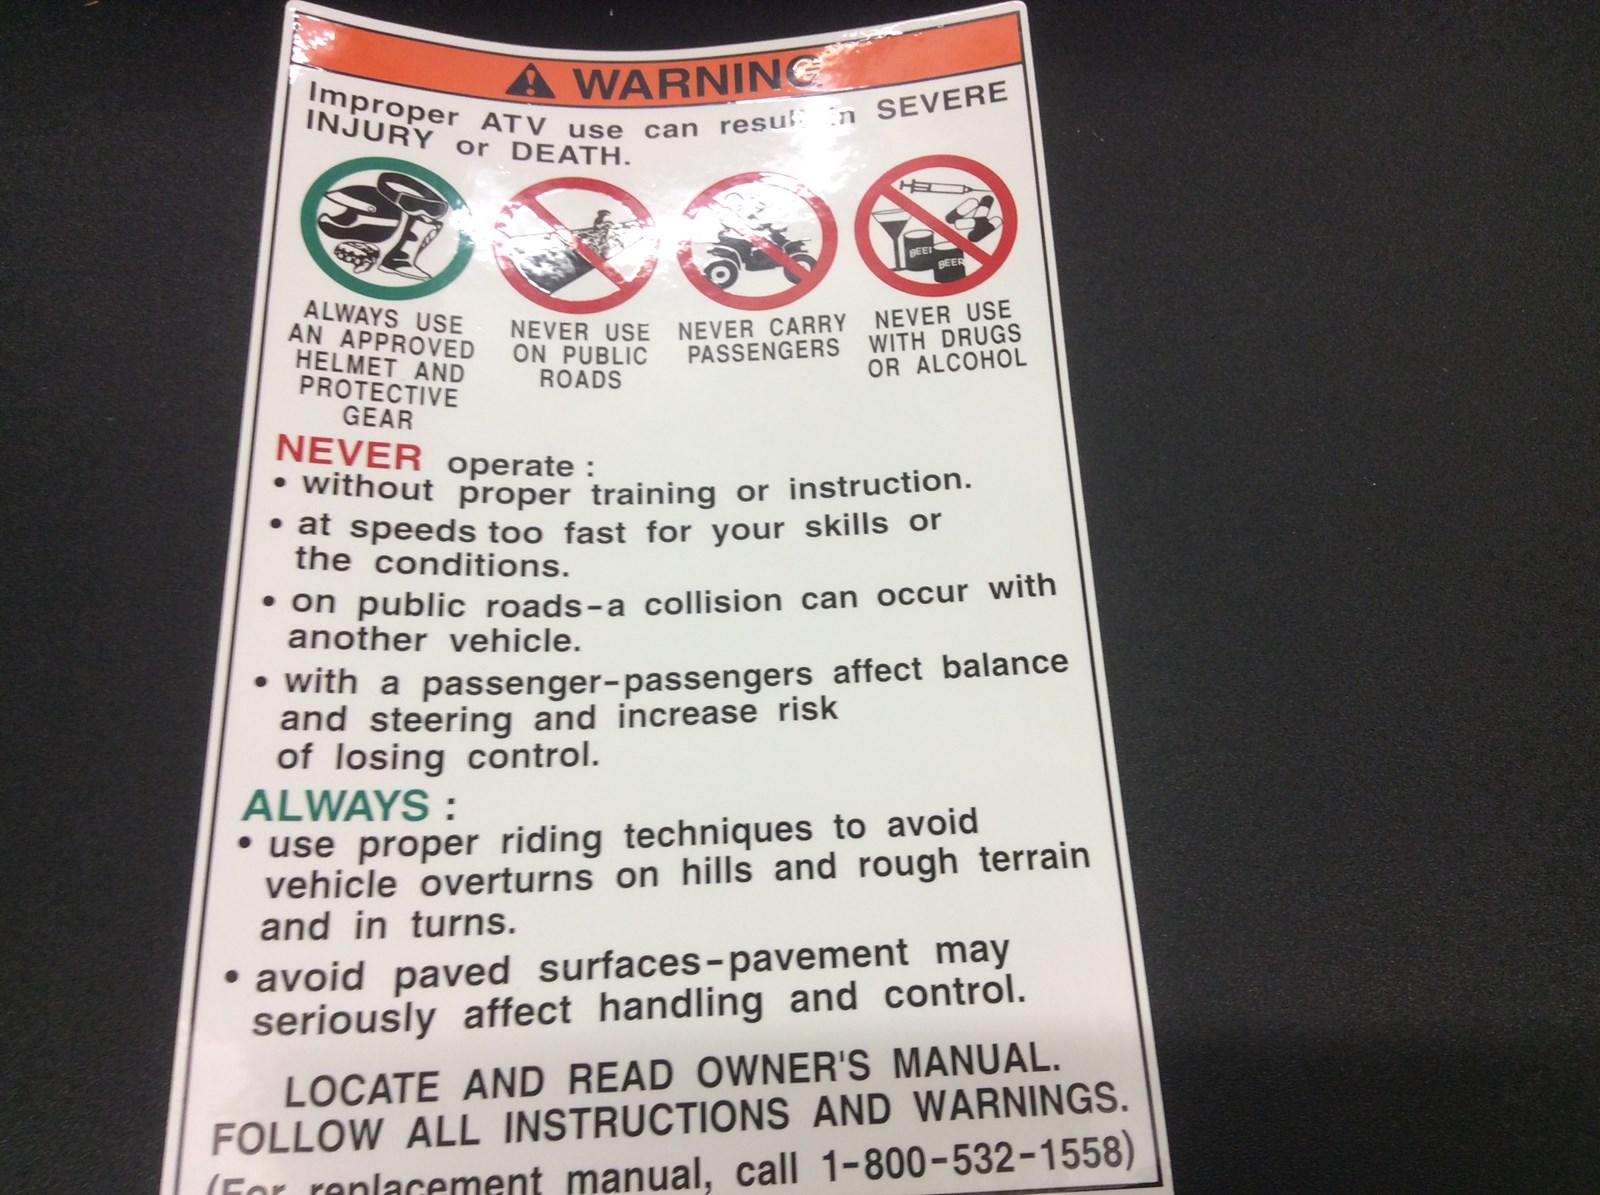 WARNING
Improper ATV use can result in SEVERE
INJURY or DEATH.
BEER
BEER
ALWAYS USE
AN APPROVED
HELMET AND
PROTECTIVE
GEAR
NEVER USE
ON PUBLIC
ROADS
NEVER CARRY
PASSENGERS
NEVER USE
WITH DRUGS
OR ALCOHOL
NEVER operate :
• without proper training or instruction.
• at speeds too fast for your skills or
the conditions.
• on public roads-a collision can occur with
another vehicle.
• with a passenger-passengers affect balance
and steering and increase risk
of losing control.
ALWAYS :
• use proper riding techniques to avoid
vehicle overturns on hills and rough terrain
and in turns.
• avoid paved surfaces-pavement may
seriously affect handling and control.
LOCATE AND READ OWNER'S MANUAL.
FOLLOW ALL INSTRUCTIONS AND WARNINGS.
(For replacement manual, call 1-800-532-1558)